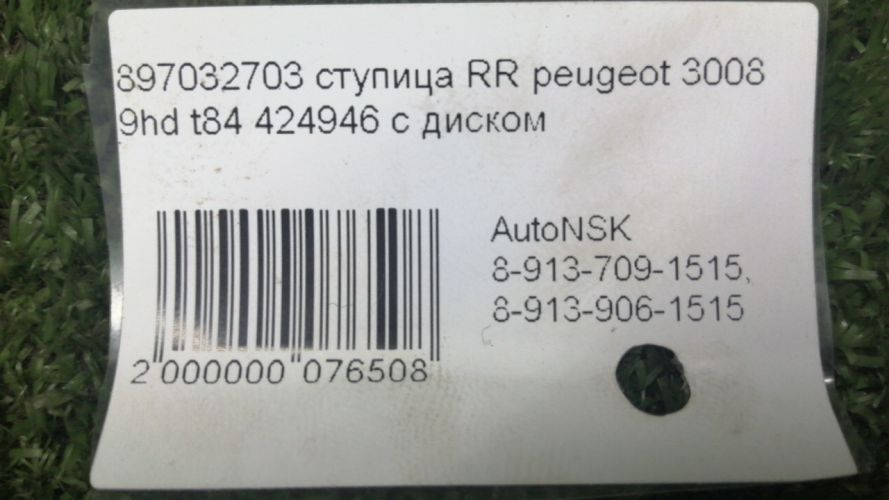 897032703 ступица RR peugeot 3008
9hd t84 424946 с диском
AutoNSK
8-913-709-1515,
8-913-906-1515
2 000000 076508